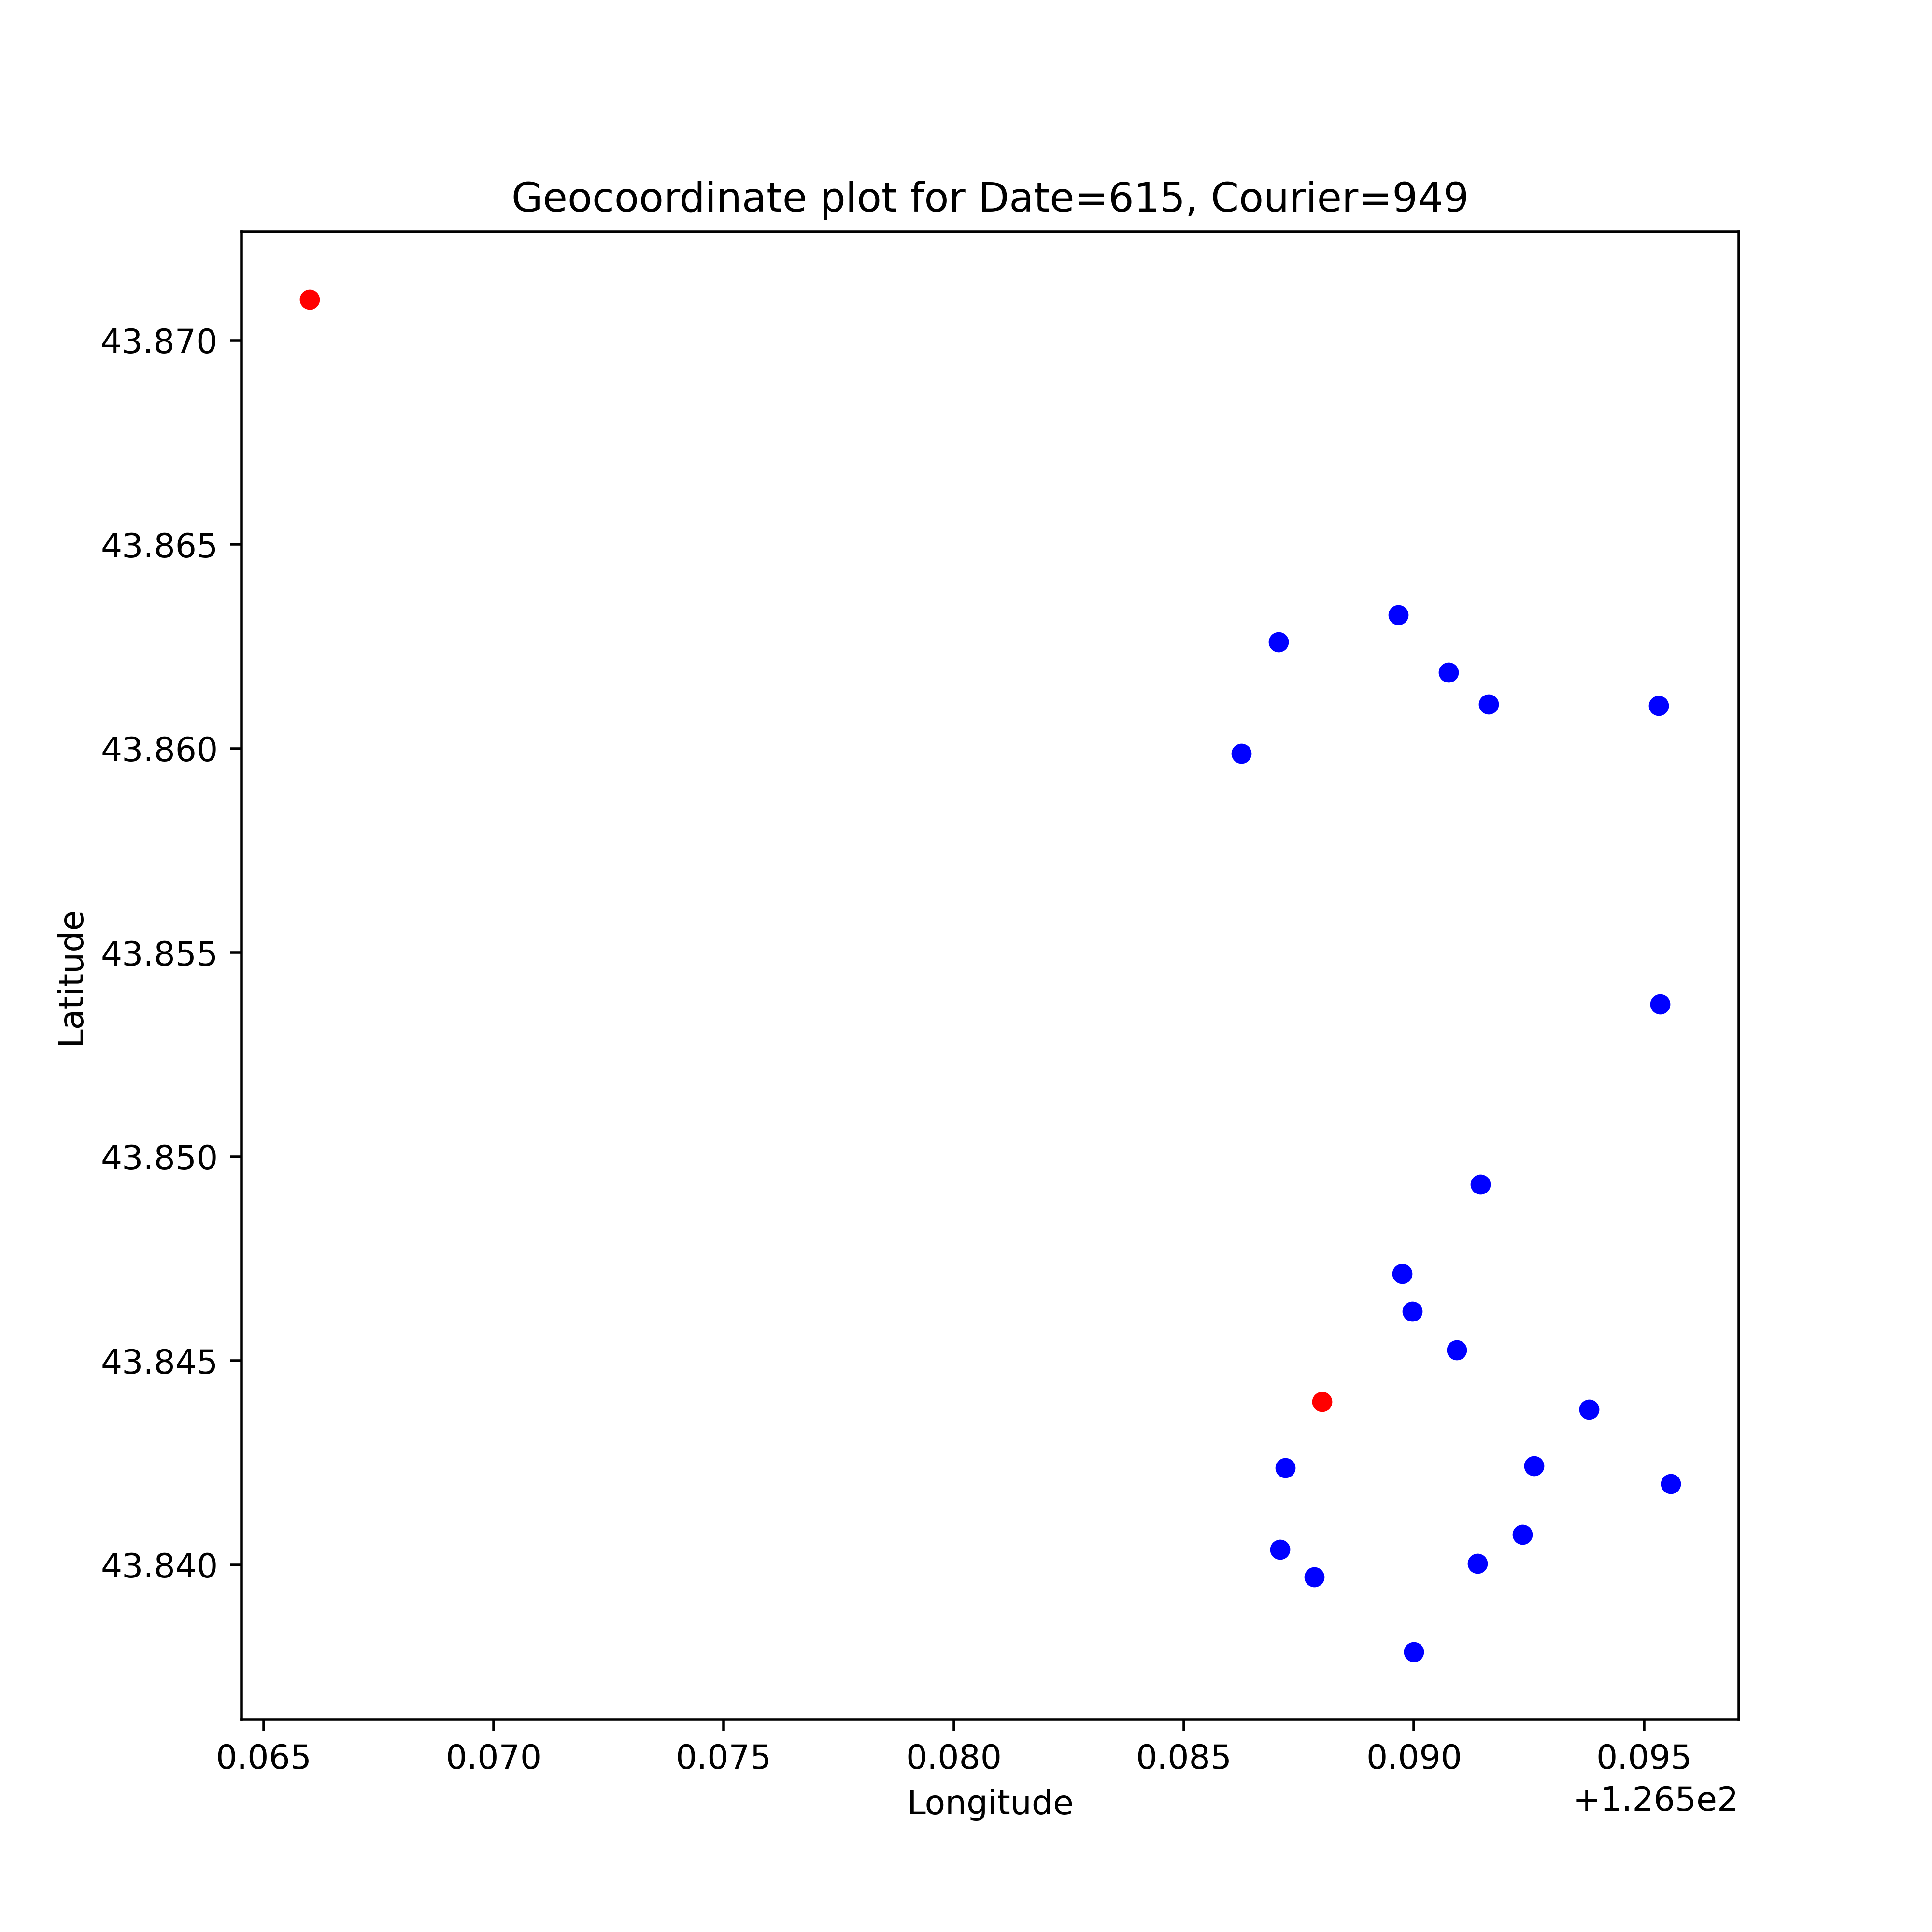 Geocoordinate plot for Date=615, Courier=949
43.870
43.865
43.860
43.855
43.850
43.845
43.840
Latitude
0.065 0.070 0.075 0.080 0.085 0.090 0.095
+1.265e2
Longitude